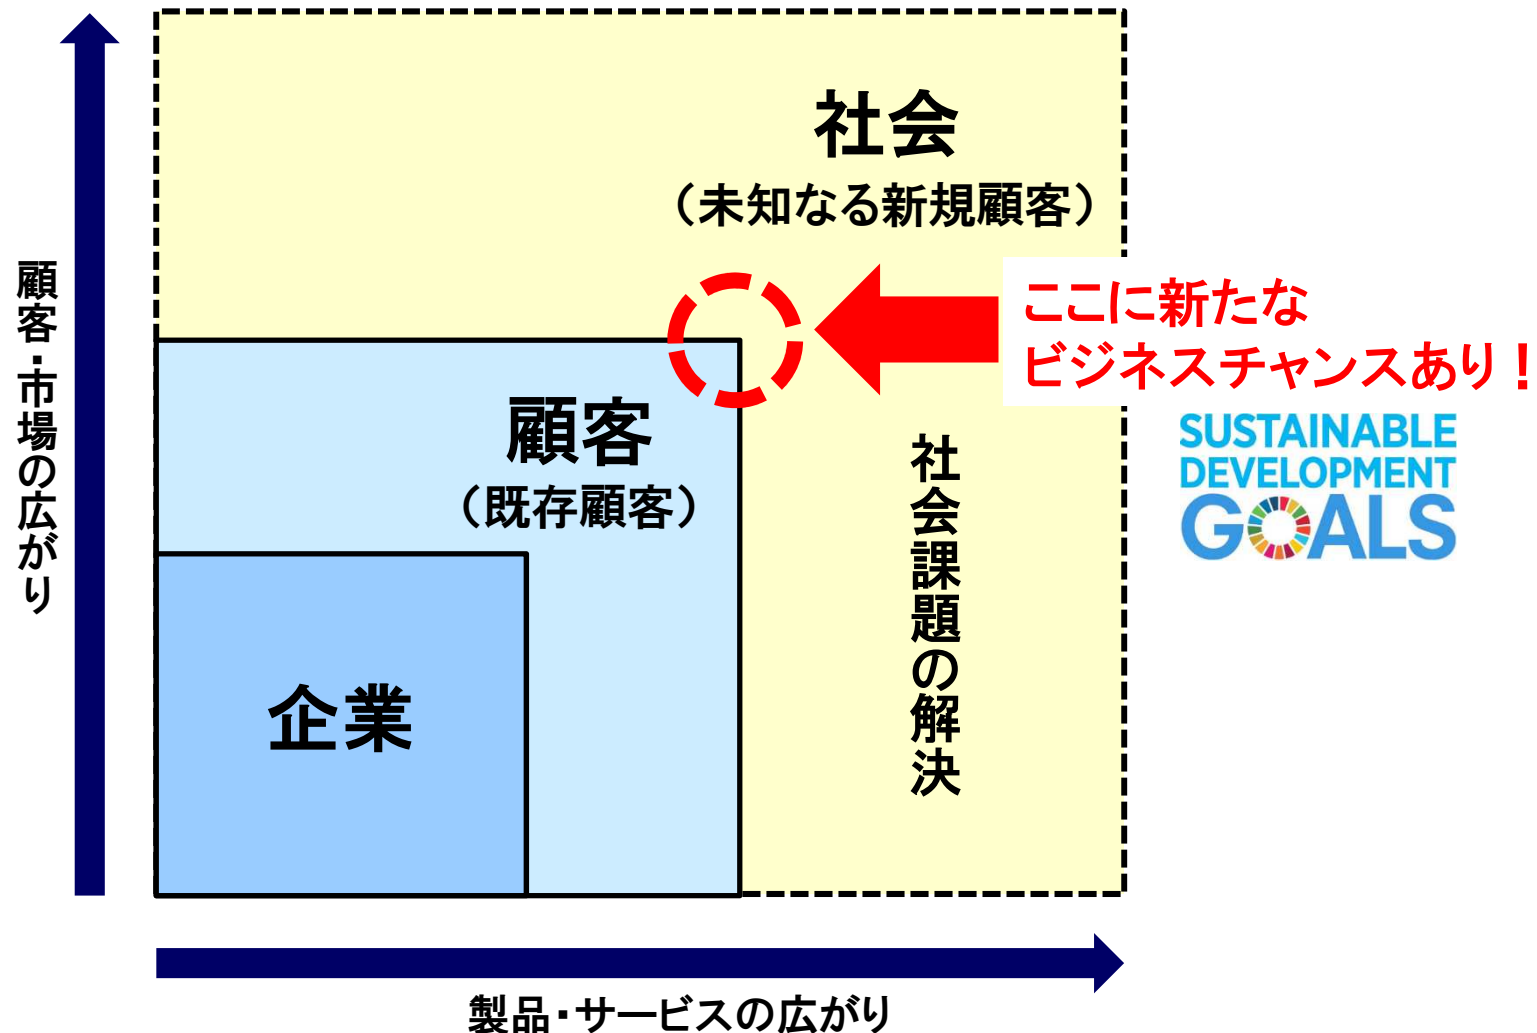 社会
（未知なる新規顧客）
ここに新たな
ビジネスチャンスあり！
顧客・市場の広がり
顧客
（既存顧客）
社会課題の解決
SUSTAINABLE
DEVELOPMENT
GOALS
企業
製品・サービスの広がり